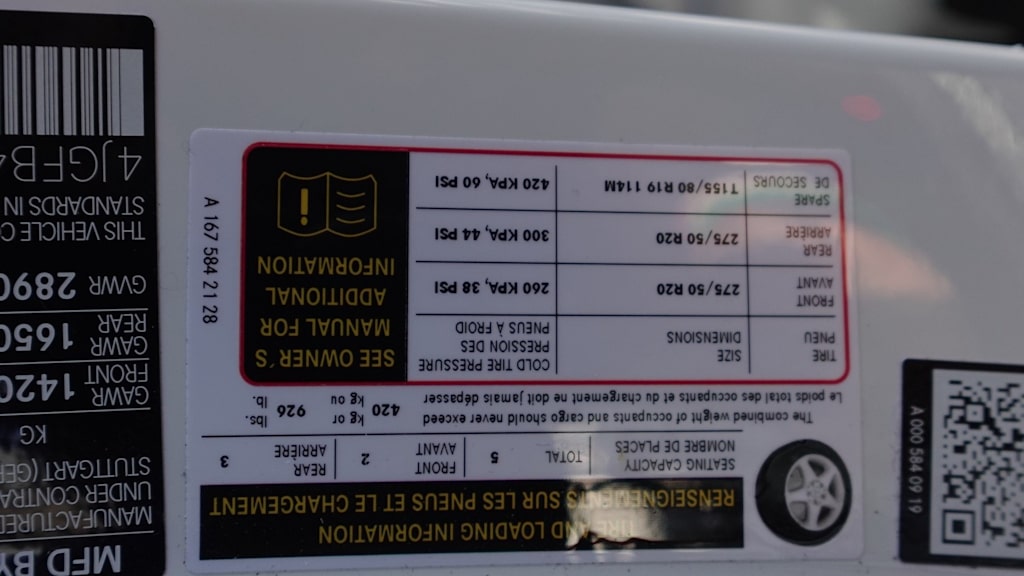 TIRE AND LOADING INFORMATION
RENSEIGNEMENTS SUR LES PNEUS ET LE CHARGEMENT
SEATING CAPACITY
NOMBRE DE PLACES
TOTAL 5
FRONT
AVANT
2
REAR
ARRIÈRE
3
The combined weight of occupants and cargo should never exceed
Le poids total des occupants et du chargement ne doit jamais dépasser
420 kg or
kg ou
926 lbs.
lb.
TIRE
PNEU
SIZE
DIMENSIONS
COLD TIRE PRESSURE
PRESSION DES
PNEUS À FROID
FRONT
AVANT
275/50 R20
260 KPA, 38 PSI
REAR
ARRIÈRE
275/50 R20
300 KPA, 44 PSI
SPARE
DE SECOURS
T155/80 R19 114M
420 KPA, 60 PSI
SEE OWNER'S
MANUAL FOR
ADDITIONAL
INFORMATION
A 167 584 21 28
MFD BY
MANUFACTURED
UNDER CONTRA
STUTTGART (GE
KG
GAWR
FRONT
1420
GAWR
REAR
1650
GVWR 2890
THIS VEHICLE C
STANDARDS IN
4JGFB4
A 000 584 09 19